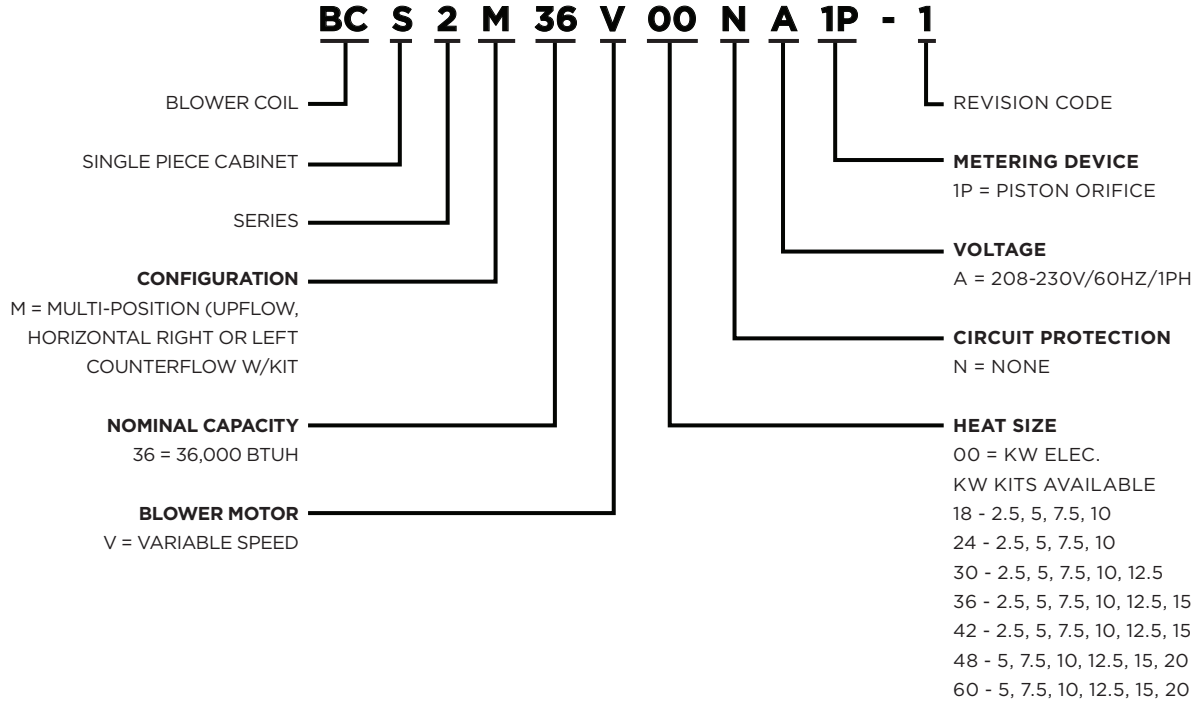 BC S 2 M 36 V 00 N A 1P - 1
BLOWER COIL
SINGLE PIECE CABINET
SERIES
CONFIGURATION
M = MULTI-POSITION (UPFLOW,
HORIZONTAL RIGHT OR LEFT
COUNTERFLOW W/KIT
NOMINAL CAPACITY
36 = 36,000 BTUH
BLOWER MOTOR
V = VARIABLE SPEED
REVISION CODE
METERING DEVICE
1P = PISTON ORIFICE
VOLTAGE
A = 208-230V/60HZ/1PH
CIRCUIT PROTECTION
N = NONE
HEAT SIZE
00 = KW ELEC.
KW KITS AVAILABLE
18 - 2.5, 5, 7.5, 10
24 - 2.5, 5, 7.5, 10
30 - 2.5, 5, 7.5, 10, 12.5
36 - 2.5, 5, 7.5, 10, 12.5, 15
42 - 2.5, 5, 7.5, 10, 12.5, 15
48 - 5, 7.5, 10, 12.5, 15, 20
60 - 5, 7.5, 10, 12.5, 15, 20